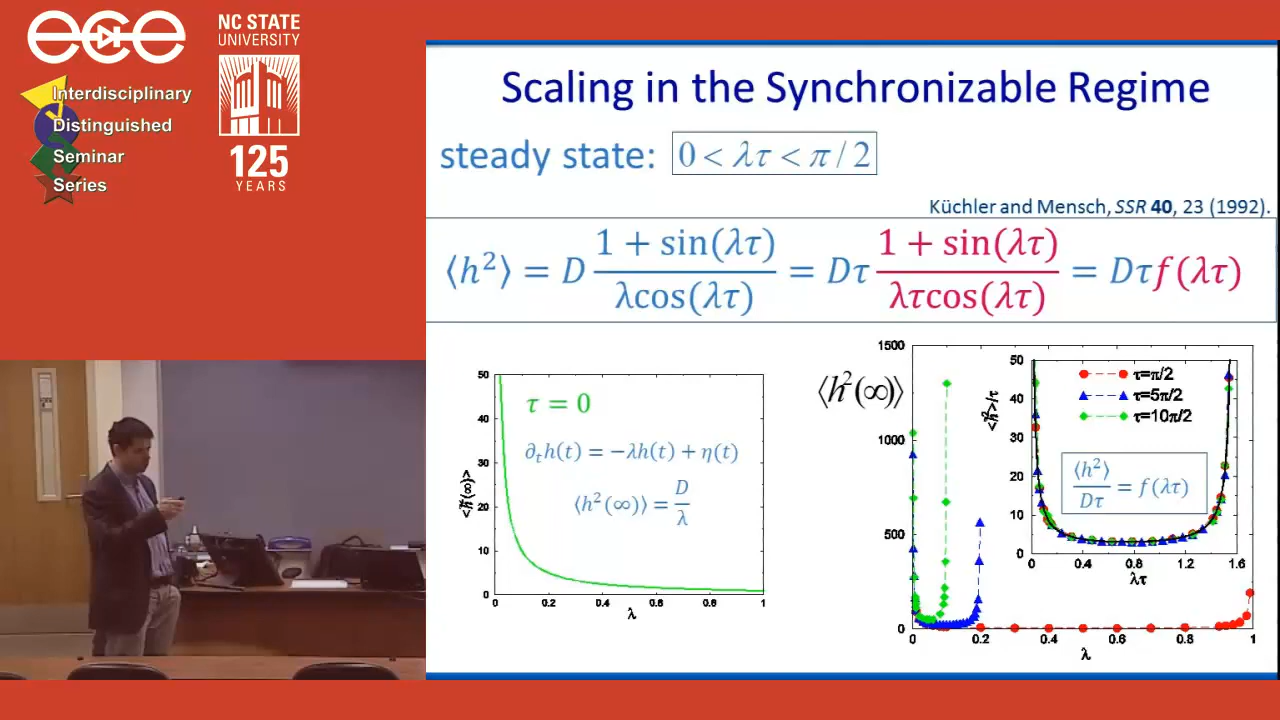 ece
NC STATE
UNIVERSITY
125
YEARS
Interdisciplinary
Distinguished
Seminar
Series
Scaling in the Synchronizable Regime
steady state: 0 < λτ < π / 2
Küchler and Mensch, SSR 40, 23 (1992).
⟨h²⟩ = D (1 + sin(λτ))/(λcos(λτ)) = Dτ (1 + sin(λτ))/(λτcos(λτ)) = Dτf(λτ)
50
40
30
20
10
0
<h²(∞)>
τ = 0
∂ₜh(t) = −λh(t) + η(t)
⟨h²(∞)⟩ = D/λ
0 0.2 0.4 0.6 0.8 1
λ
⟨h²(∞)⟩
1500
1000
500
0
0 0.2 0.4 0.6 0.8 1
λ
50
40
30
20
10
0
<h²>/τ
τ=π/2
τ=5π/2
τ=10π/2
⟨h²⟩/Dτ = f(λτ)
0 0.4 0.8 1.2 1.6
λτ